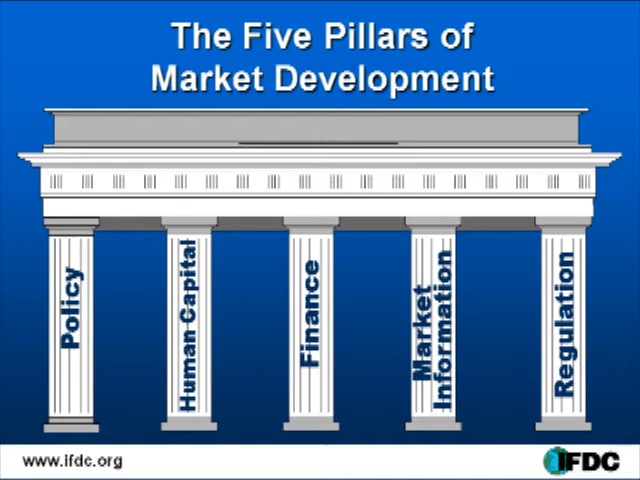 The Five Pillars of
Market Development
Policy
Human Capital
Finance
Market
Information
Regulation
www.ifdc.org
IFDC